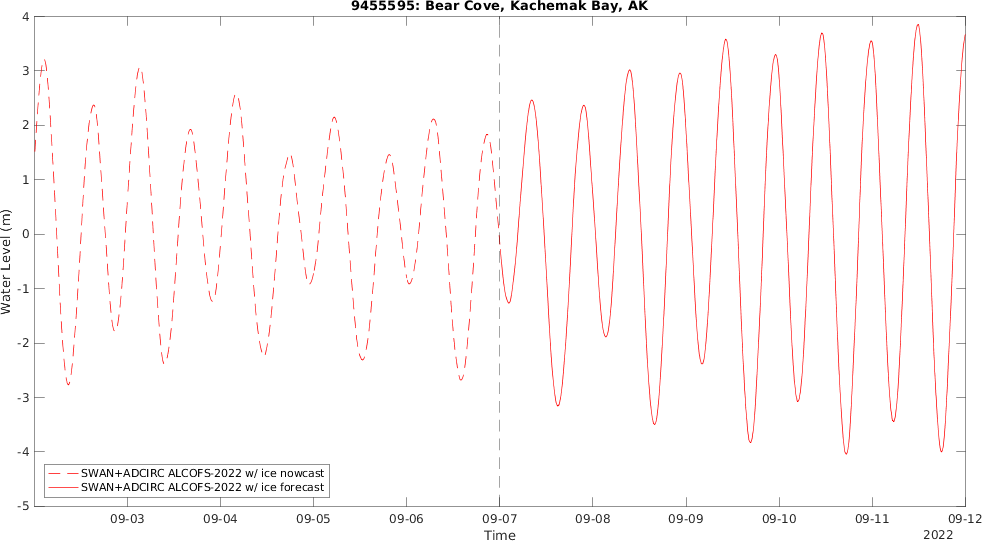 9455595: Bear Cove, Kachemak Bay, AK
4
3
2
1
0
-1
-2
-3
-4
-5
Water Level (m)
SWAN+ADCIRC ALCOFS-2022 w/ ice nowcast
SWAN+ADCIRC ALCOFS-2022 w/ ice forecast
09-03 09-04 09-05 09-06 09-07 09-08 09-09 09-10 09-11 09-12
Time
2022